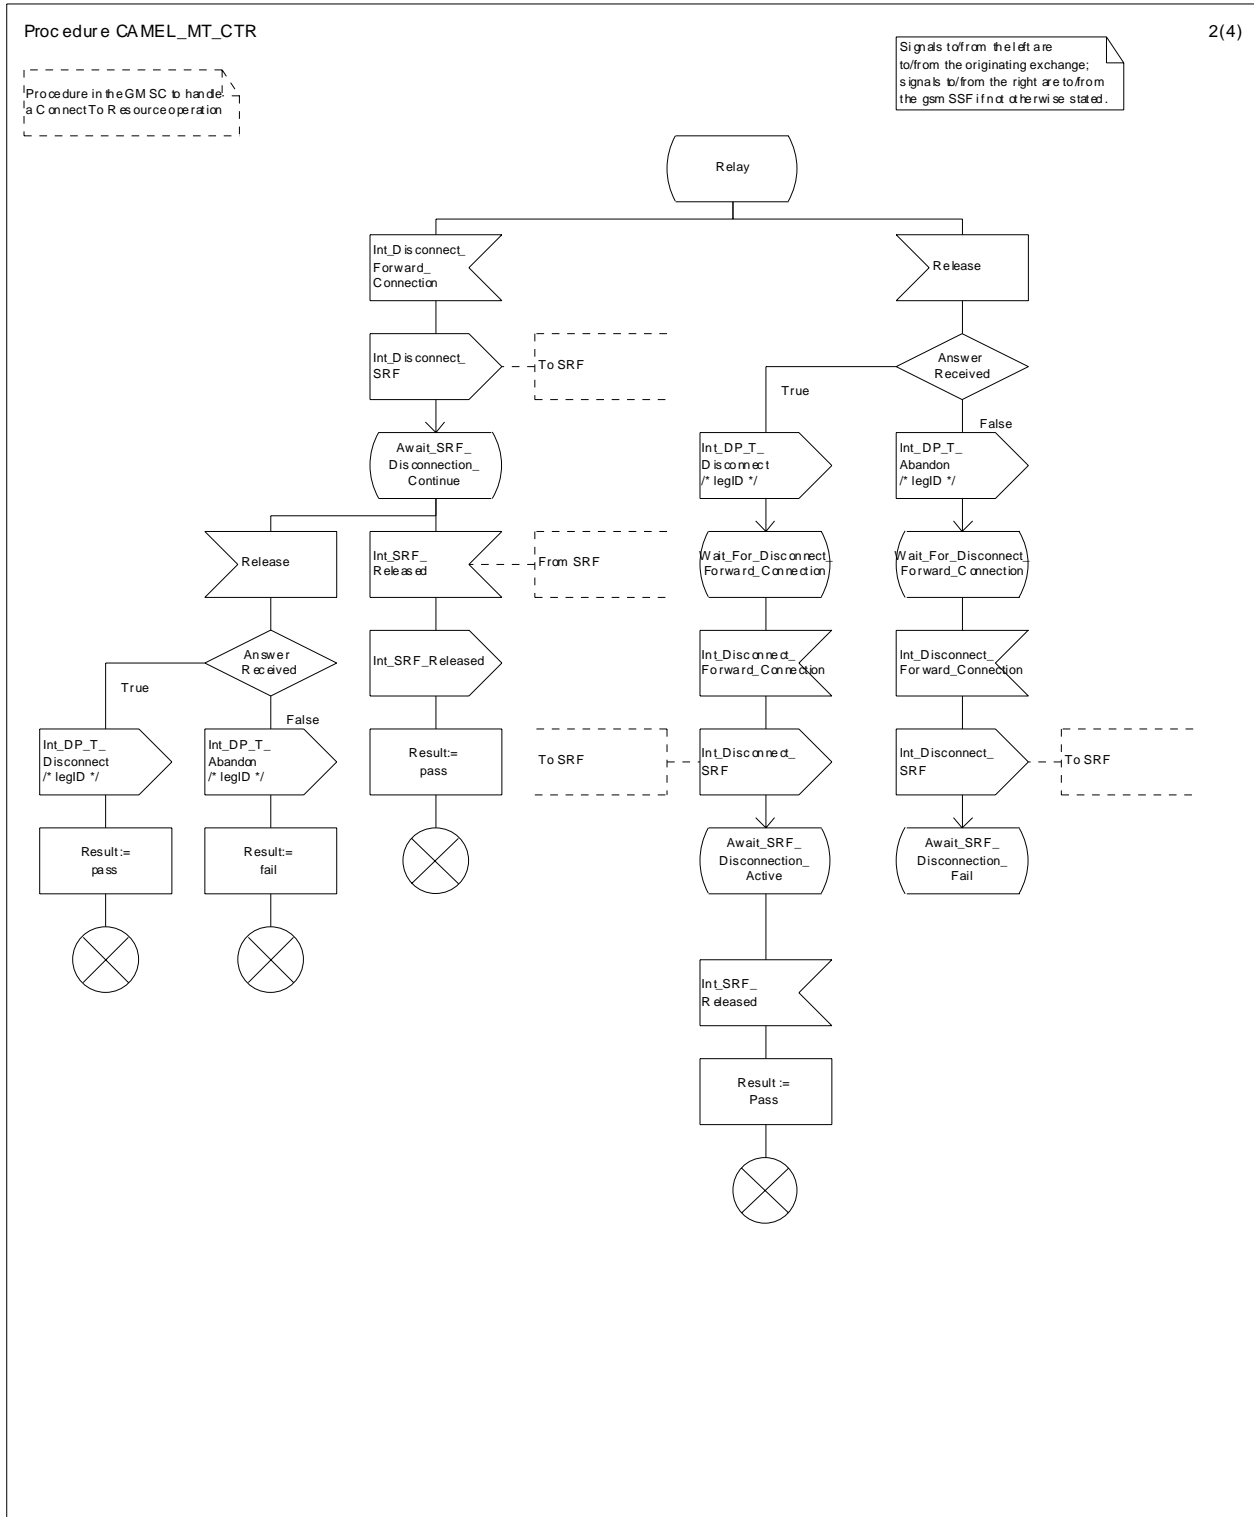 Procedure CAMEL_MT_CTR
2(4)
Procedure in the GMSC to handle
a Connect To Resource operation
Signals to/from the left are
to/from the originating exchange;
signals to/from the right are to/from
the gsmSSF if not otherwise stated.
Relay
Int_Disconnect_
Forward_
Connection
Release
Int_Disconnect_
SRF
To SRF
Answer
Received
True
False
Await_SRF_
Disconnection_
Continue
Int_DP_T_
Disconnect
/* legID */
Int_DP_T_
Abandon
/* legID */
Release
Int_SRF_
Released
From SRF
Wait_For_Disconnect_
Forward_Connection
Wait_For_Disconnect_
Forward_Connection
Answer
Received
True
False
Int_SRF_Released
Int_Disconnect_
Forward_Connection
Int_Disconnect_
Forward_Connection
Int_DP_T_
Disconnect
/* legID */
Int_DP_T_
Abandon
/* legID */
Result:=
pass
To SRF
Int_Disconnect_
SRF
Int_Disconnect_
SRF
To SRF
Result:=
pass
Result:=
fail
Await_SRF_
Disconnection_
Active
Await_SRF_
Disconnection_
Fail
Int_SRF_
Released
Result :=
Pass